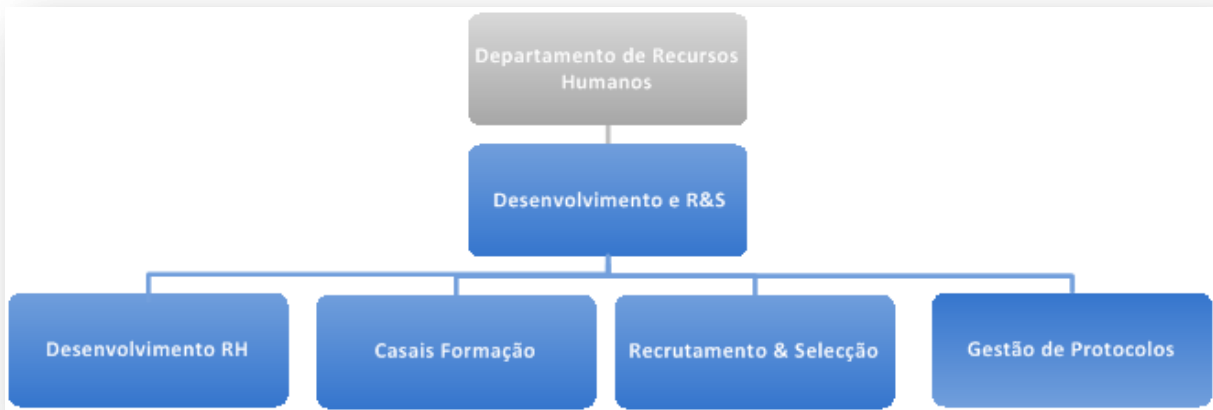 Departamento de Recursos
Humanos
Desenvolvimento e R&S
Desenvolvimento RH
Casais Formação
Recrutamento & Selecção
Gestão de Protocolos